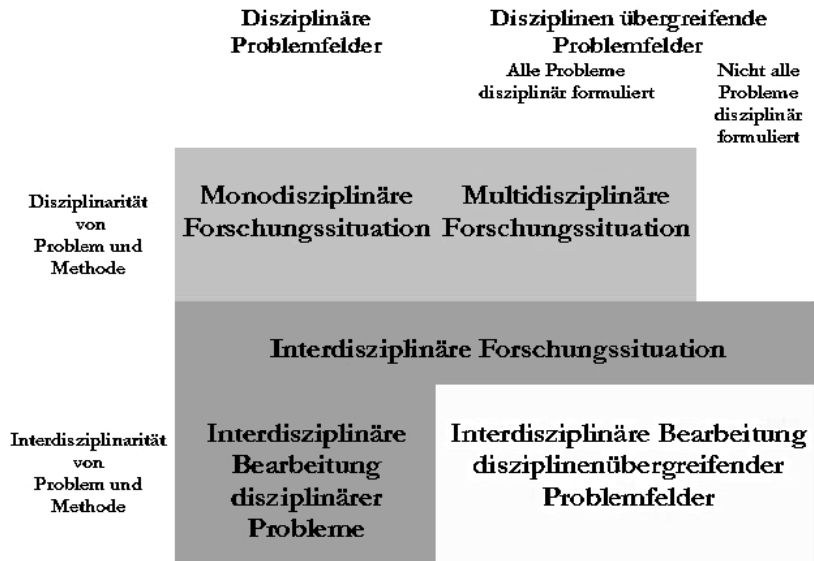 Disziplinäre
Problemfelder
Disziplinen übergreifende
Problemfelder
Alle Probleme
disziplinär formuliert
Nicht alle
Probleme
disziplinär
formuliert
Disziplinarität
von
Problem und
Methode
Monodisziplinäre
Forschungssituation
Multidisziplinäre
Forschungssituation
Interdisziplinäre Forschungssituation
Interdisziplinarität
von
Problem und
Methode
Interdisziplinäre
Bearbeitung
disziplinärer
Probleme
Interdisziplinäre Bearbeitung
disziplinenübergreifender
Problemfelder